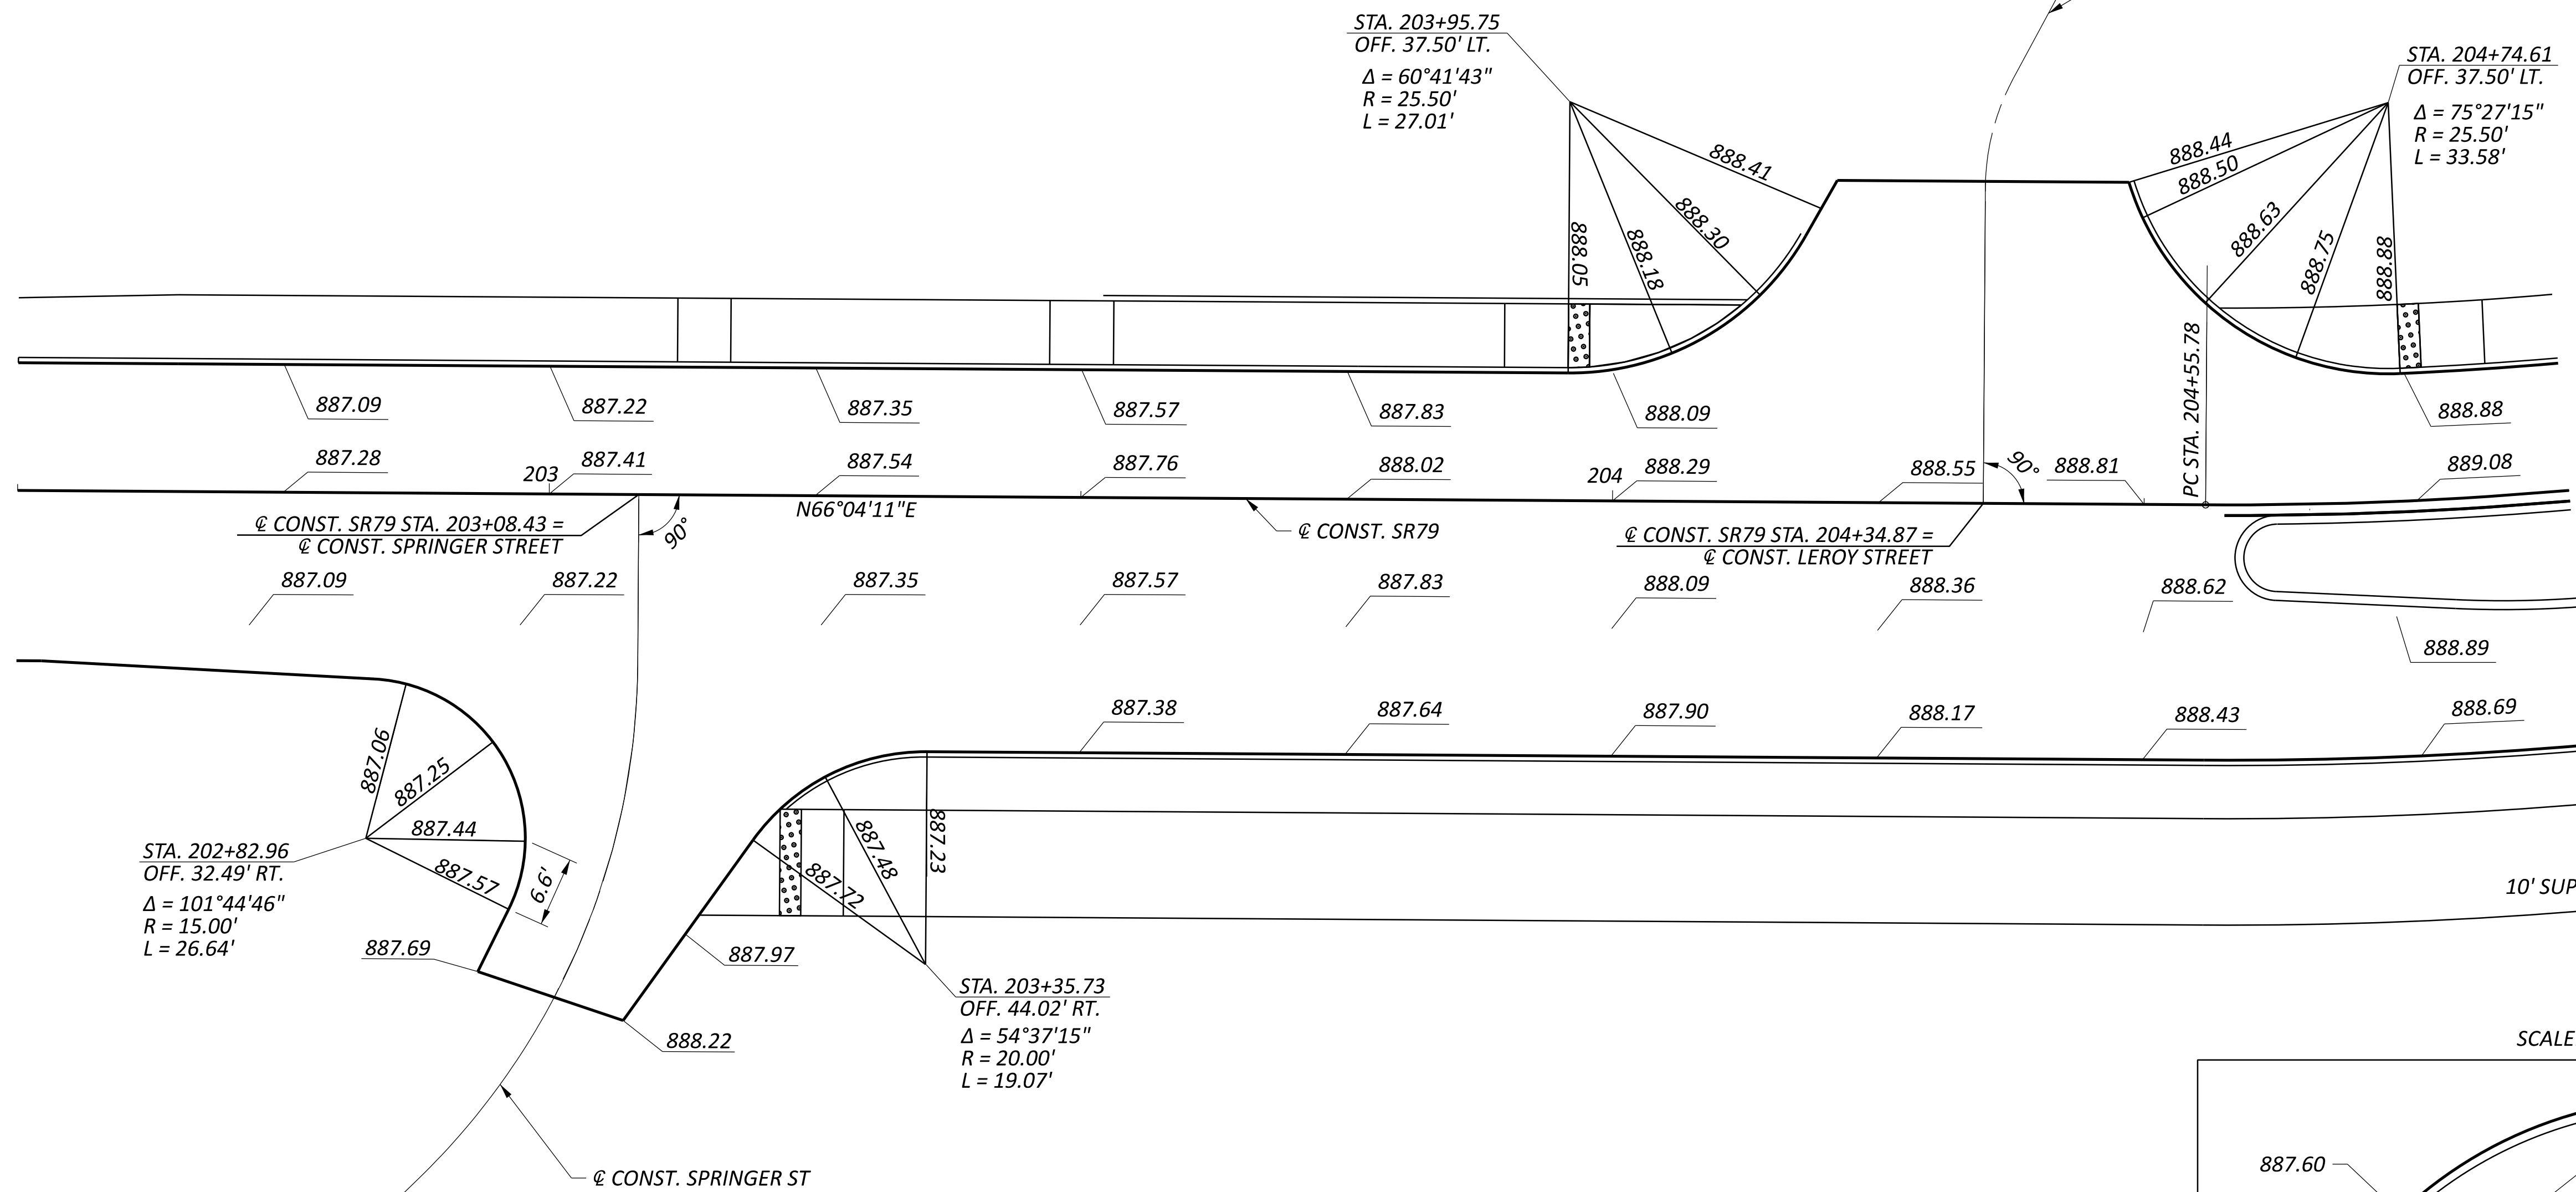 STA. 203+95.75
OFF. 37.50' LT.
Δ = 60°41'43"
R = 25.50'
L = 27.01'
STA. 204+74.61
OFF. 37.50' LT.
Δ = 75°27'15"
R = 25.50'
L = 33.58'
888.41
888.30
888.18
888.05
888.44
888.50
888.63
888.75
888.88
PC STA. 204+55.78
887.09
887.22
887.35
887.57
887.83
888.09
888.88
887.28
203
887.41
887.54
887.76
888.02
204
888.29
888.55
90°
888.81
889.08
N66°04'11"E
℄ CONST. SR79 STA. 203+08.43 =
℄ CONST. SPRINGER STREET
90°
℄ CONST. SR79
℄ CONST. SR79 STA. 204+34.87 =
℄ CONST. LEROY STREET
887.09
887.22
887.35
887.57
887.83
888.09
888.36
888.62
888.89
887.38
887.64
887.90
888.17
888.43
888.69
887.06
887.25
887.44
887.57
6.6'
STA. 202+82.96
OFF. 32.49' RT.
Δ = 101°44'46"
R = 15.00'
L = 26.64'
887.69
887.72
887.48
887.23
887.97
888.22
STA. 203+35.73
OFF. 44.02' RT.
Δ = 54°37'15"
R = 20.00'
L = 19.07'
10' SUP
SCALE
887.60
℄ CONST. SPRINGER ST